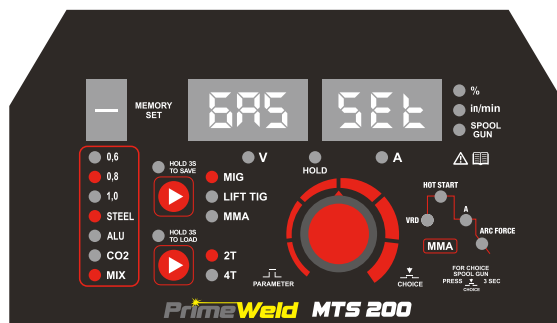 MEMORY
SET
—
GAS
SEt
%
in/min
SPOOL
GUN
V
HOLD
A
0,6
0,8
1,0
STEEL
ALU
CO2
MIX
HOLD 3S
TO SAVE
HOLD 3S
TO LOAD
MIG
LIFT TIG
MMA
2T
4T
PARAMETER
CHOICE
HOT START
VRD
A
ARC FORCE
MMA
FOR CHOICE
SPOOL GUN
PRESS CHOICE 3 SEC
PrimeWeld MTS 200